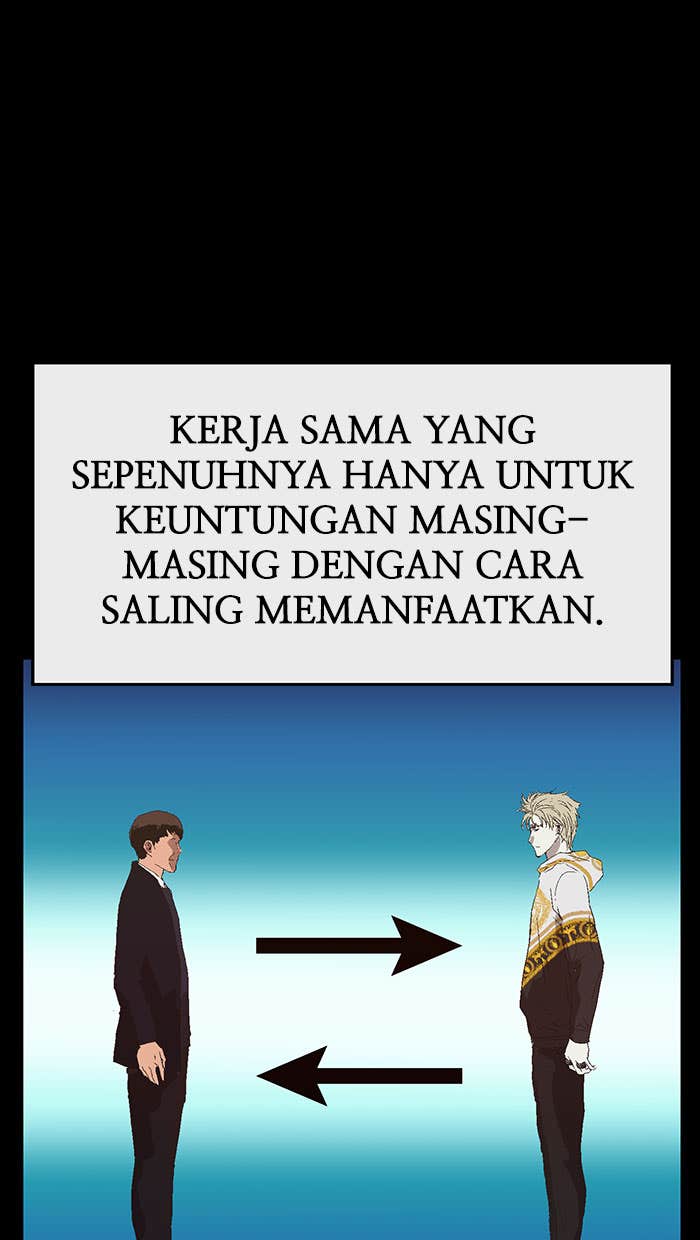 KERJA SAMA YANG
SEPENUHNYA HANYA UNTUK
KEUNTUNGAN MASING-
MASING DENGAN CARA
SALING MEMANFAATKAN.